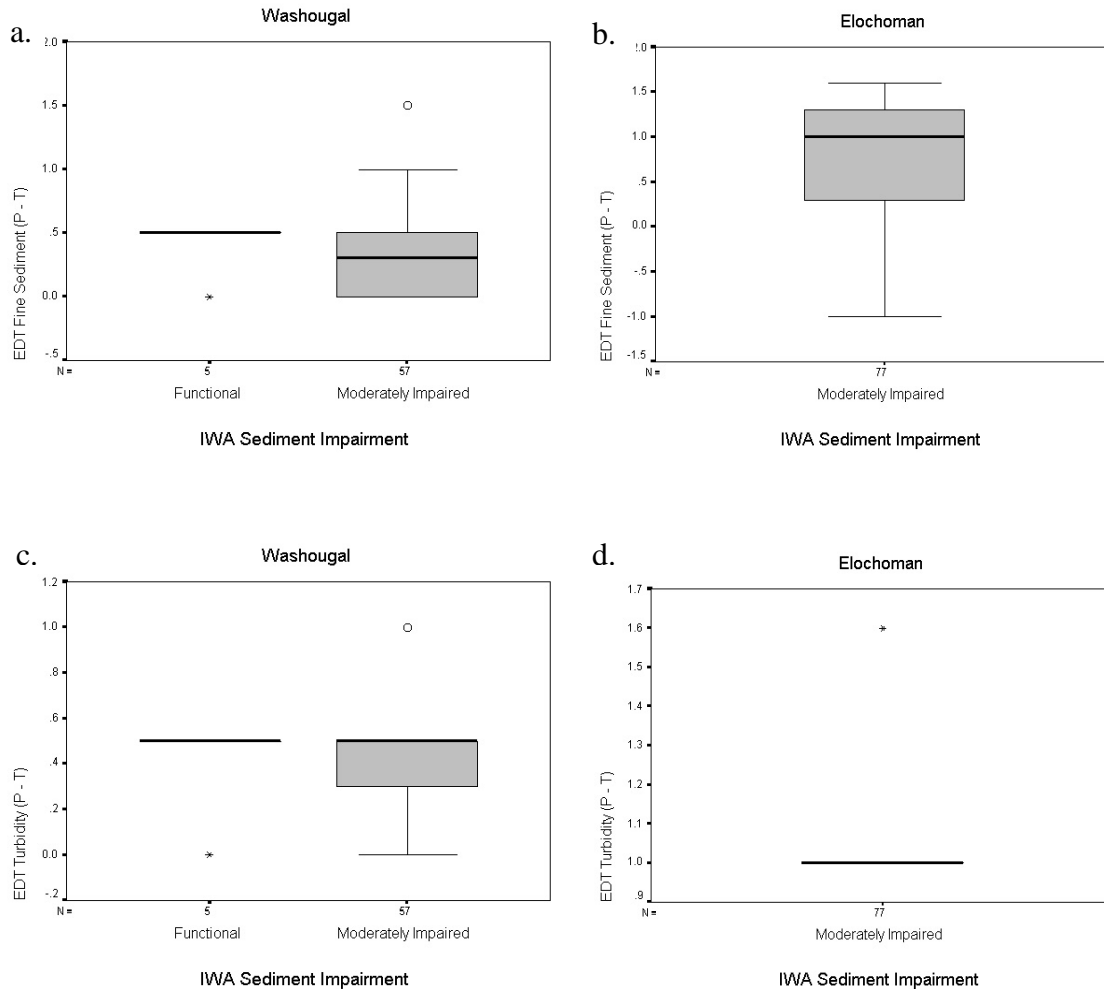 a.
Washougal
2.0
1.5
1.0
.5
0.0
-.5
EDT Fine Sediment (P - T)
N =
5
57
Functional
Moderately Impaired
IWA Sediment Impairment
b.
Elochoman
2.0
1.5
1.0
.5
0.0
-.5
-1.0
-1.5
EDT Fine Sediment (P - T)
N =
77
Moderately Impaired
IWA Sediment Impairment
c.
Washougal
1.2
1.0
.8
.6
.4
.2
0.0
-.2
EDT Turbidity (P - T)
N =
5
57
Functional
Moderately Impaired
IWA Sediment Impairment
d.
Elochoman
1.7
1.6
1.5
1.4
1.3
1.2
1.1
1.0
.9
EDT Turbidity (P - T)
N =
77
Moderately Impaired
IWA Sediment Impairment